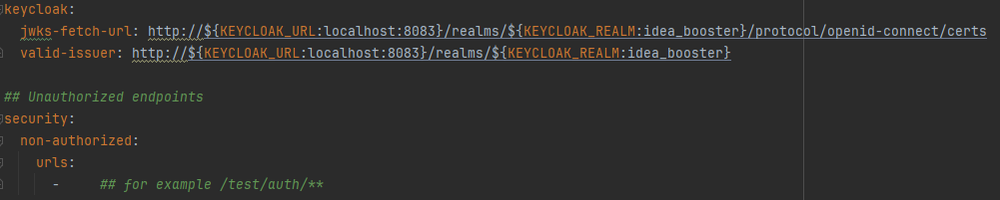 keycloak:
  jwks-fetch-url: http://${KEYCLOAK_URL:localhost:8083}/realms/${KEYCLOAK_REALM:idea_booster}/protocol/openid-connect/certs
  valid-issuer: http://${KEYCLOAK_URL:localhost:8083}/realms/${KEYCLOAK_REALM:idea_booster}
## Unauthorized endpoints
security:
  non-authorized:
    urls:
      -     ## for example /test/auth/**